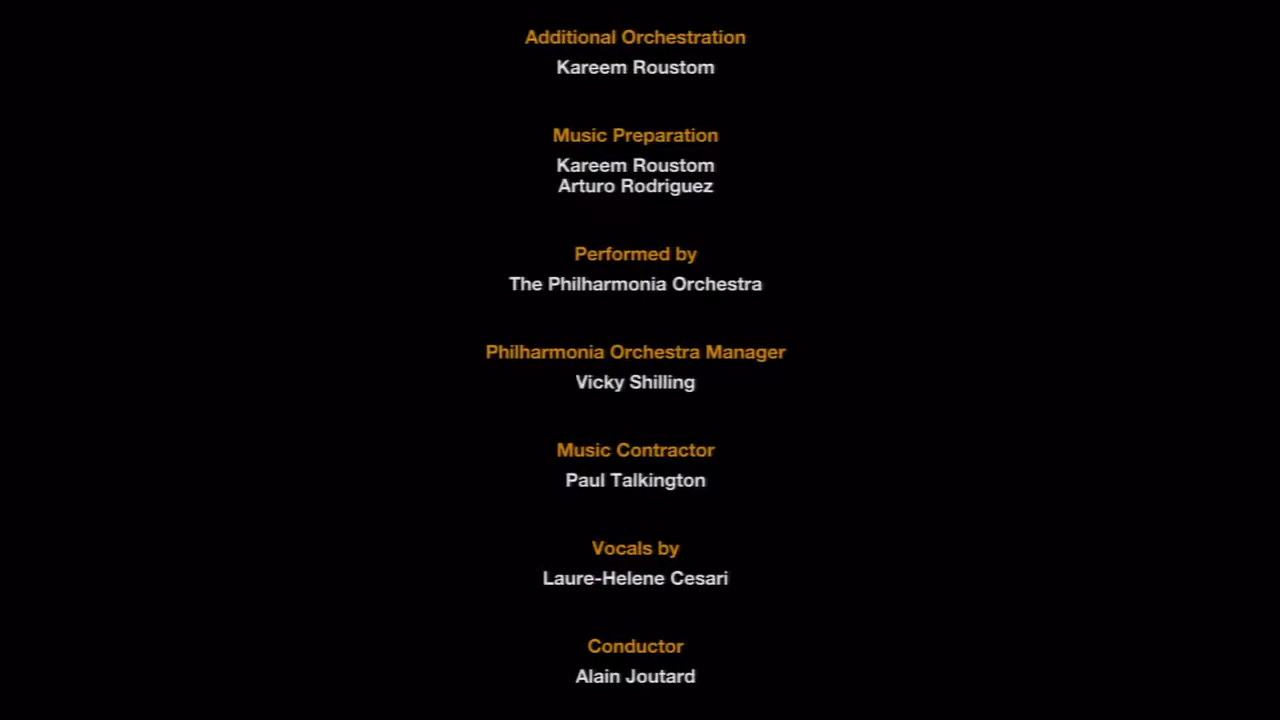 Additional Orchestration
Kareem Roustom
Music Preparation
Kareem Roustom
Arturo Rodriguez
Performed by
The Philharmonia Orchestra
Philharmonia Orchestra Manager
Vicky Shilling
Music Contractor
Paul Talkington
Vocals by
Laure-Helene Cesari
Conductor
Alain Joutard